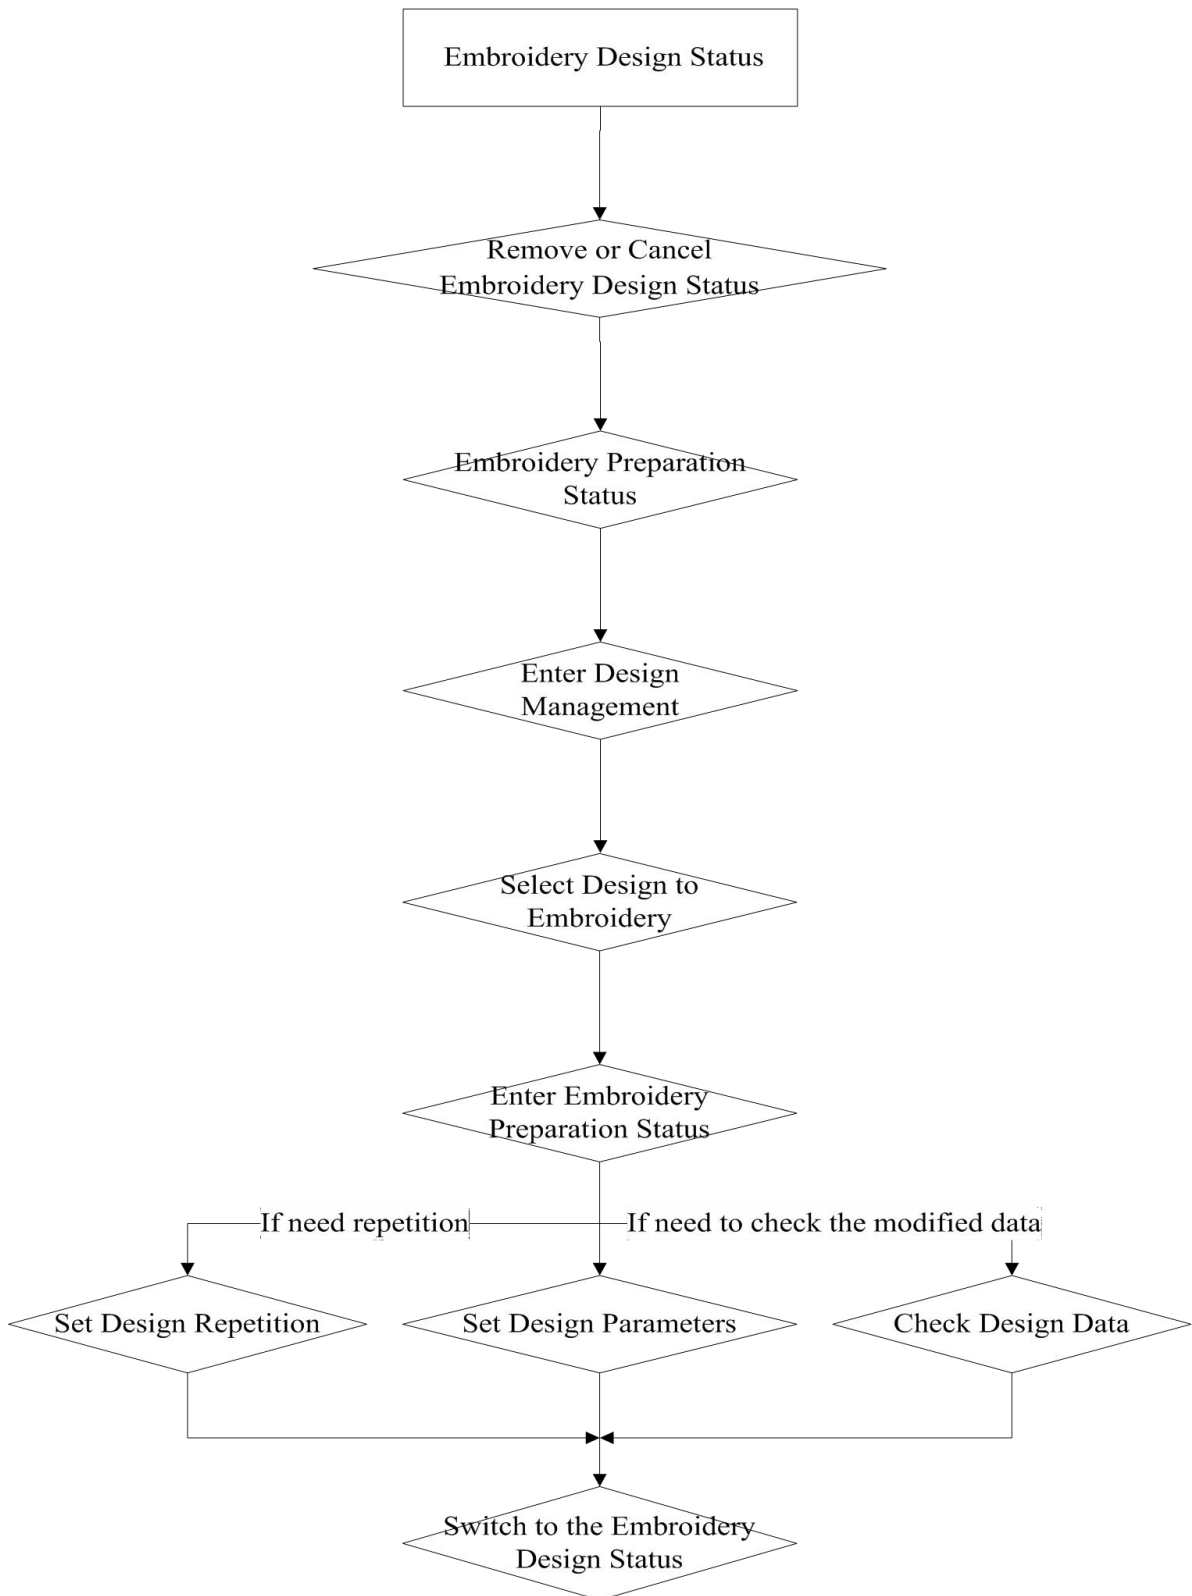 Embroidery Design Status
Remove or Cancel
Embroidery Design Status
Embroidery Preparation
Status
Enter Design
Management
Select Design to
Embroidery
Enter Embroidery
Preparation Status
If need repetition
If need to check the modified data
Set Design Repetition
Set Design Parameters
Check Design Data
Switch to the Embroidery
Design Status